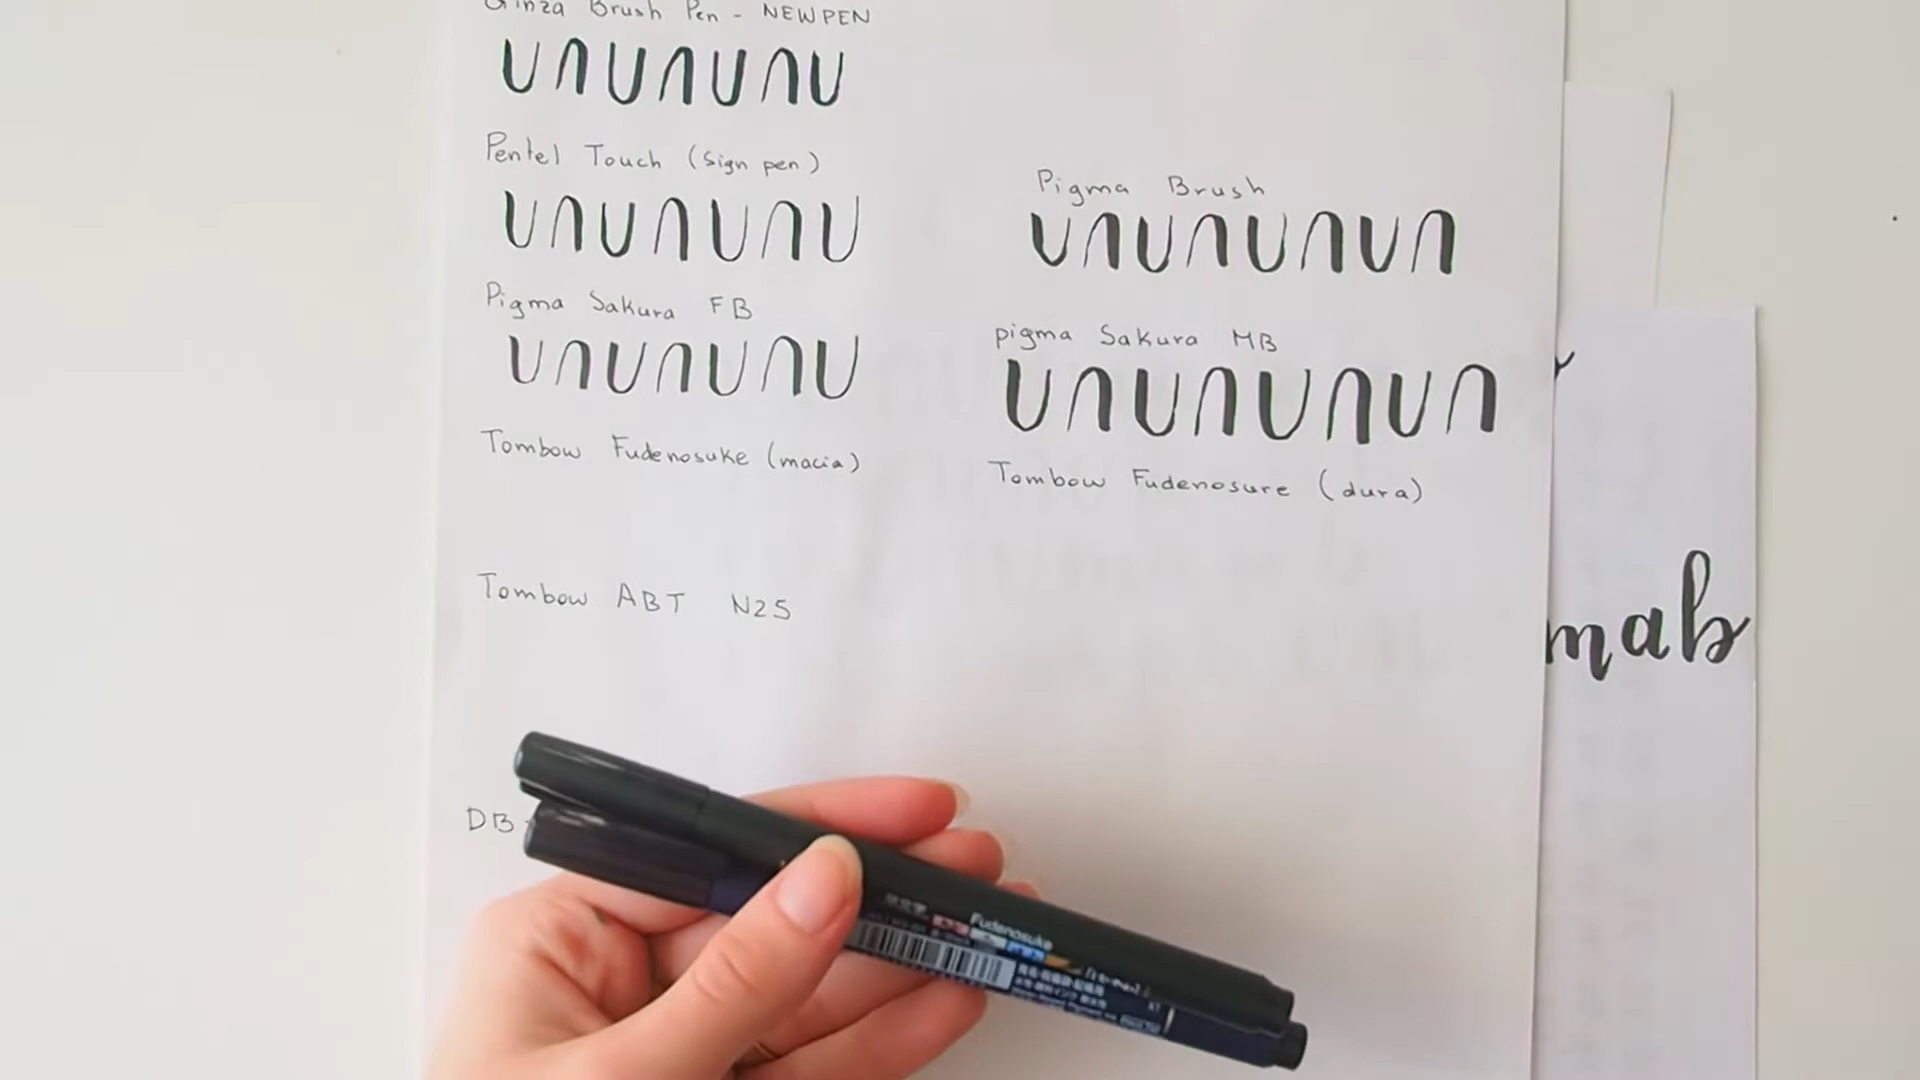 Ginza Brush Pen - NEWPEN
Pentel Touch (Sign pen)
Pigma Brush
Pigma Sakura FB
pigma Sakura MB
Tombow Fudenosuke (macia)
Tombow Fudenosure (dura)
Tombow ABT N25
mab
DB
Fudenosuke